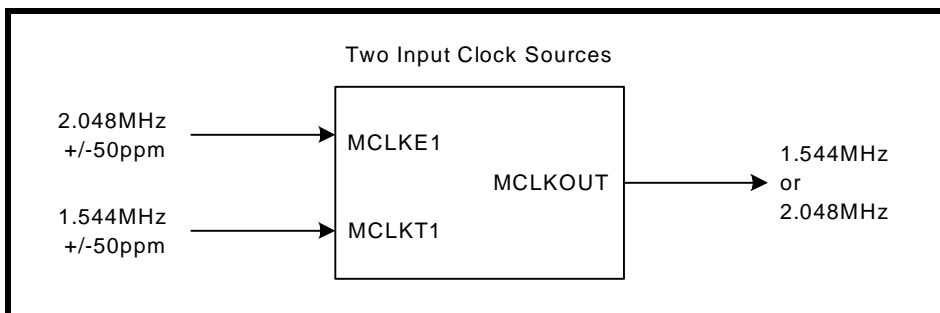 Two Input Clock Sources
2.048MHz
+/-50ppm
MCLKE1
1.544MHz
+/-50ppm
MCLKT1
MCLKOUT
1.544MHz
or
2.048MHz